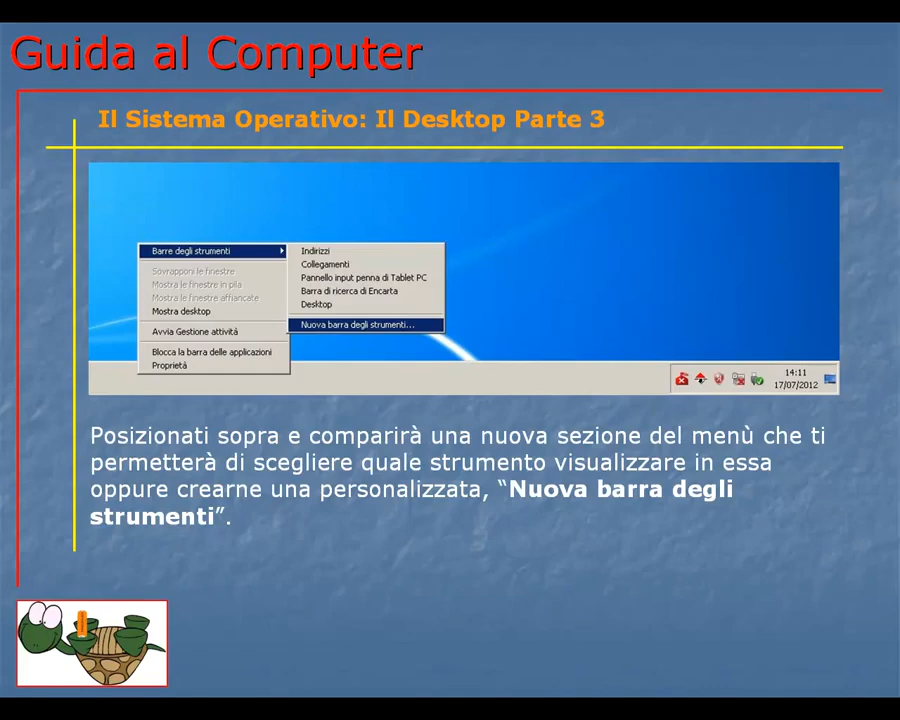 Guida al Computer
Il Sistema Operativo: Il Desktop Parte 3
Barre degli strumenti
Sovrapponi le finestre
Mostra le finestre in pila
Mostra le finestre affiancate
Mostra desktop
Avvia Gestione attività
Blocca la barra delle applicazioni
Proprietà
Indirizzi
Collegamenti
Pannello input penna di Tablet PC
Barra di ricerca di Encarta
Desktop
Nuova barra degli strumenti...
14:11
17/07/2012
Posizionati sopra e comparirà una nuova sezione del menù che ti
permetterà di scegliere quale strumento visualizzare in essa
oppure crearne una personalizzata, “Nuova barra degli
strumenti”.